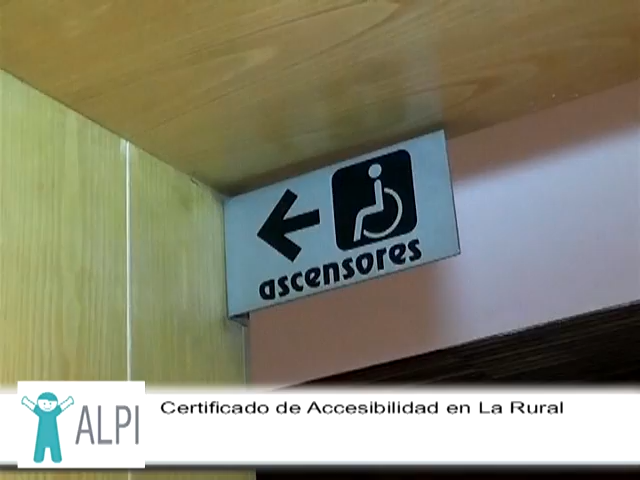 ascensores
ALPI
Certificado de Accesibilidad en La Rural